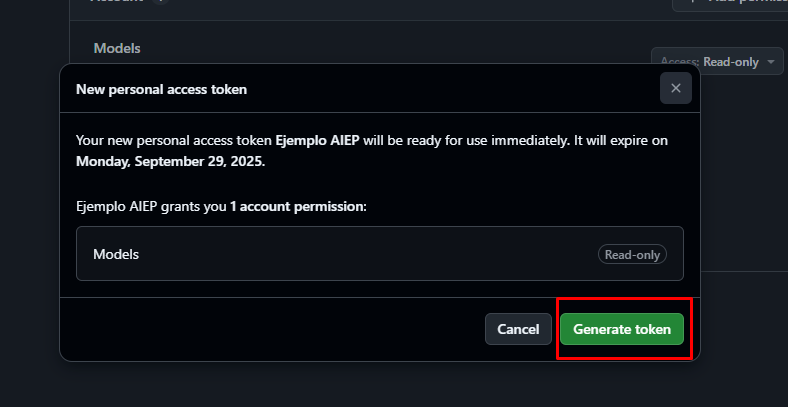 Models
Access: Read-only
New personal access token
Your new personal access token Ejemplo AIEP will be ready for use immediately. It will expire on
Monday, September 29, 2025.
Ejemplo AIEP grants you 1 account permission:
Models
Read-only
Cancel
Generate token